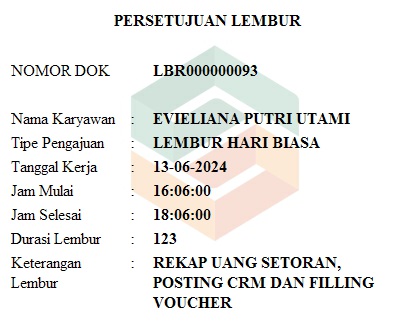 PERSETUJUAN LEMBUR
NOMOR DOK LBR000000093
Nama Karyawan : EVIELIANA PUTRI UTAMI
Tipe Pengajuan : LEMBUR HARI BIASA
Tanggal Kerja : 13-06-2024
Jam Mulai : 16:06:00
Jam Selesai : 18:06:00
Durasi Lembur : 123
Keterangan : REKAP UANG SETORAN,
Lembur POSTING CRM DAN FILLING
VOUCHER